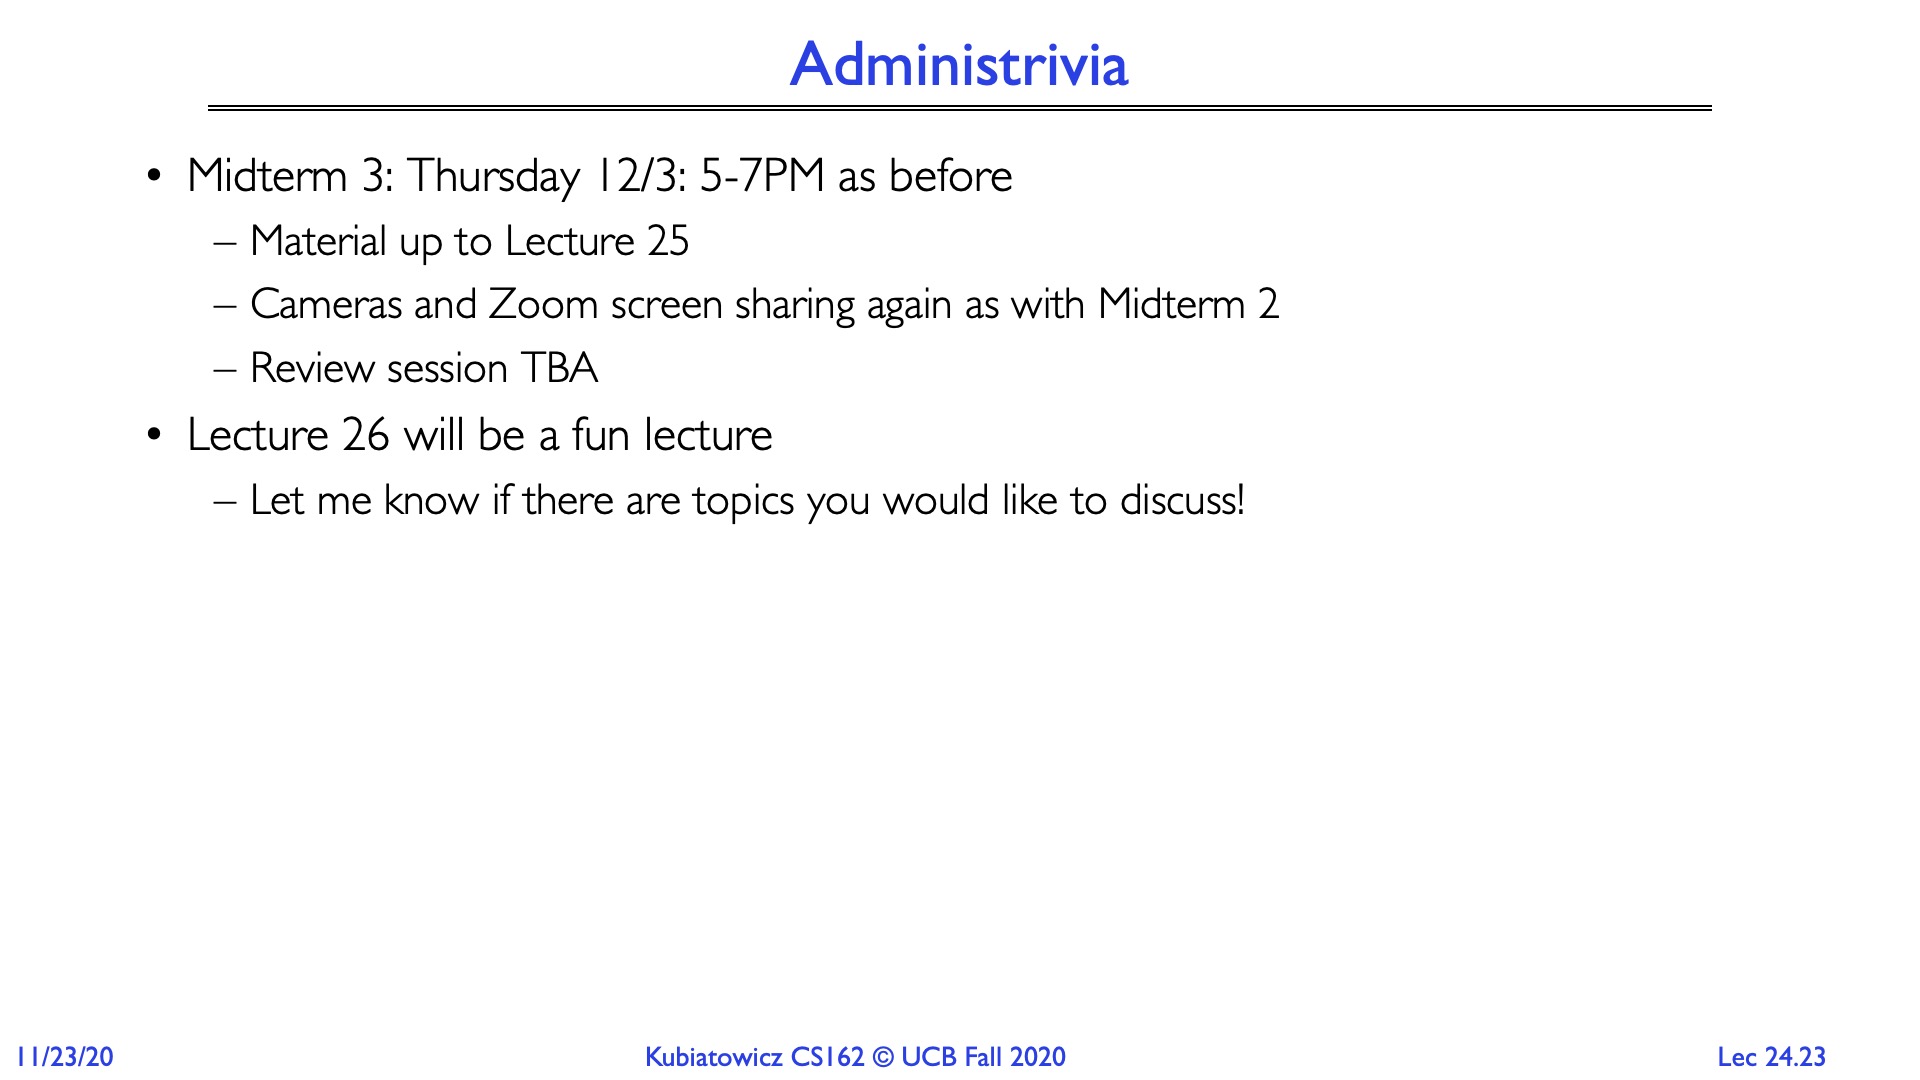 Administrivia
• Midterm 3: Thursday 12/3: 5-7PM as before
– Material up to Lecture 25
– Cameras and Zoom screen sharing again as with Midterm 2
– Review session TBA
• Lecture 26 will be a fun lecture
– Let me know if there are topics you would like to discuss!
11/23/20
Kubiatowicz CS162 © UCB Fall 2020
Lec 24.23